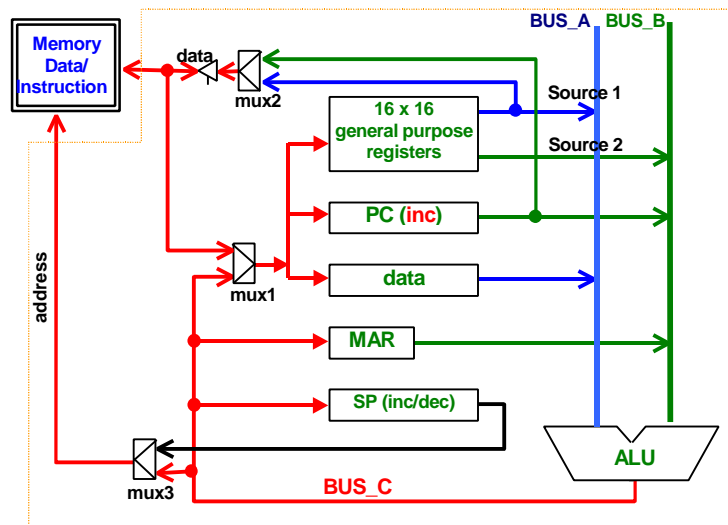 BUS_A
BUS_B
Memory
Data/
Instruction
data
mux2
16 x 16
general purpose
registers
Source 1
Source 2
PC (inc)
mux1
data
address
MAR
SP (inc/dec)
ALU
mux3
BUS_C